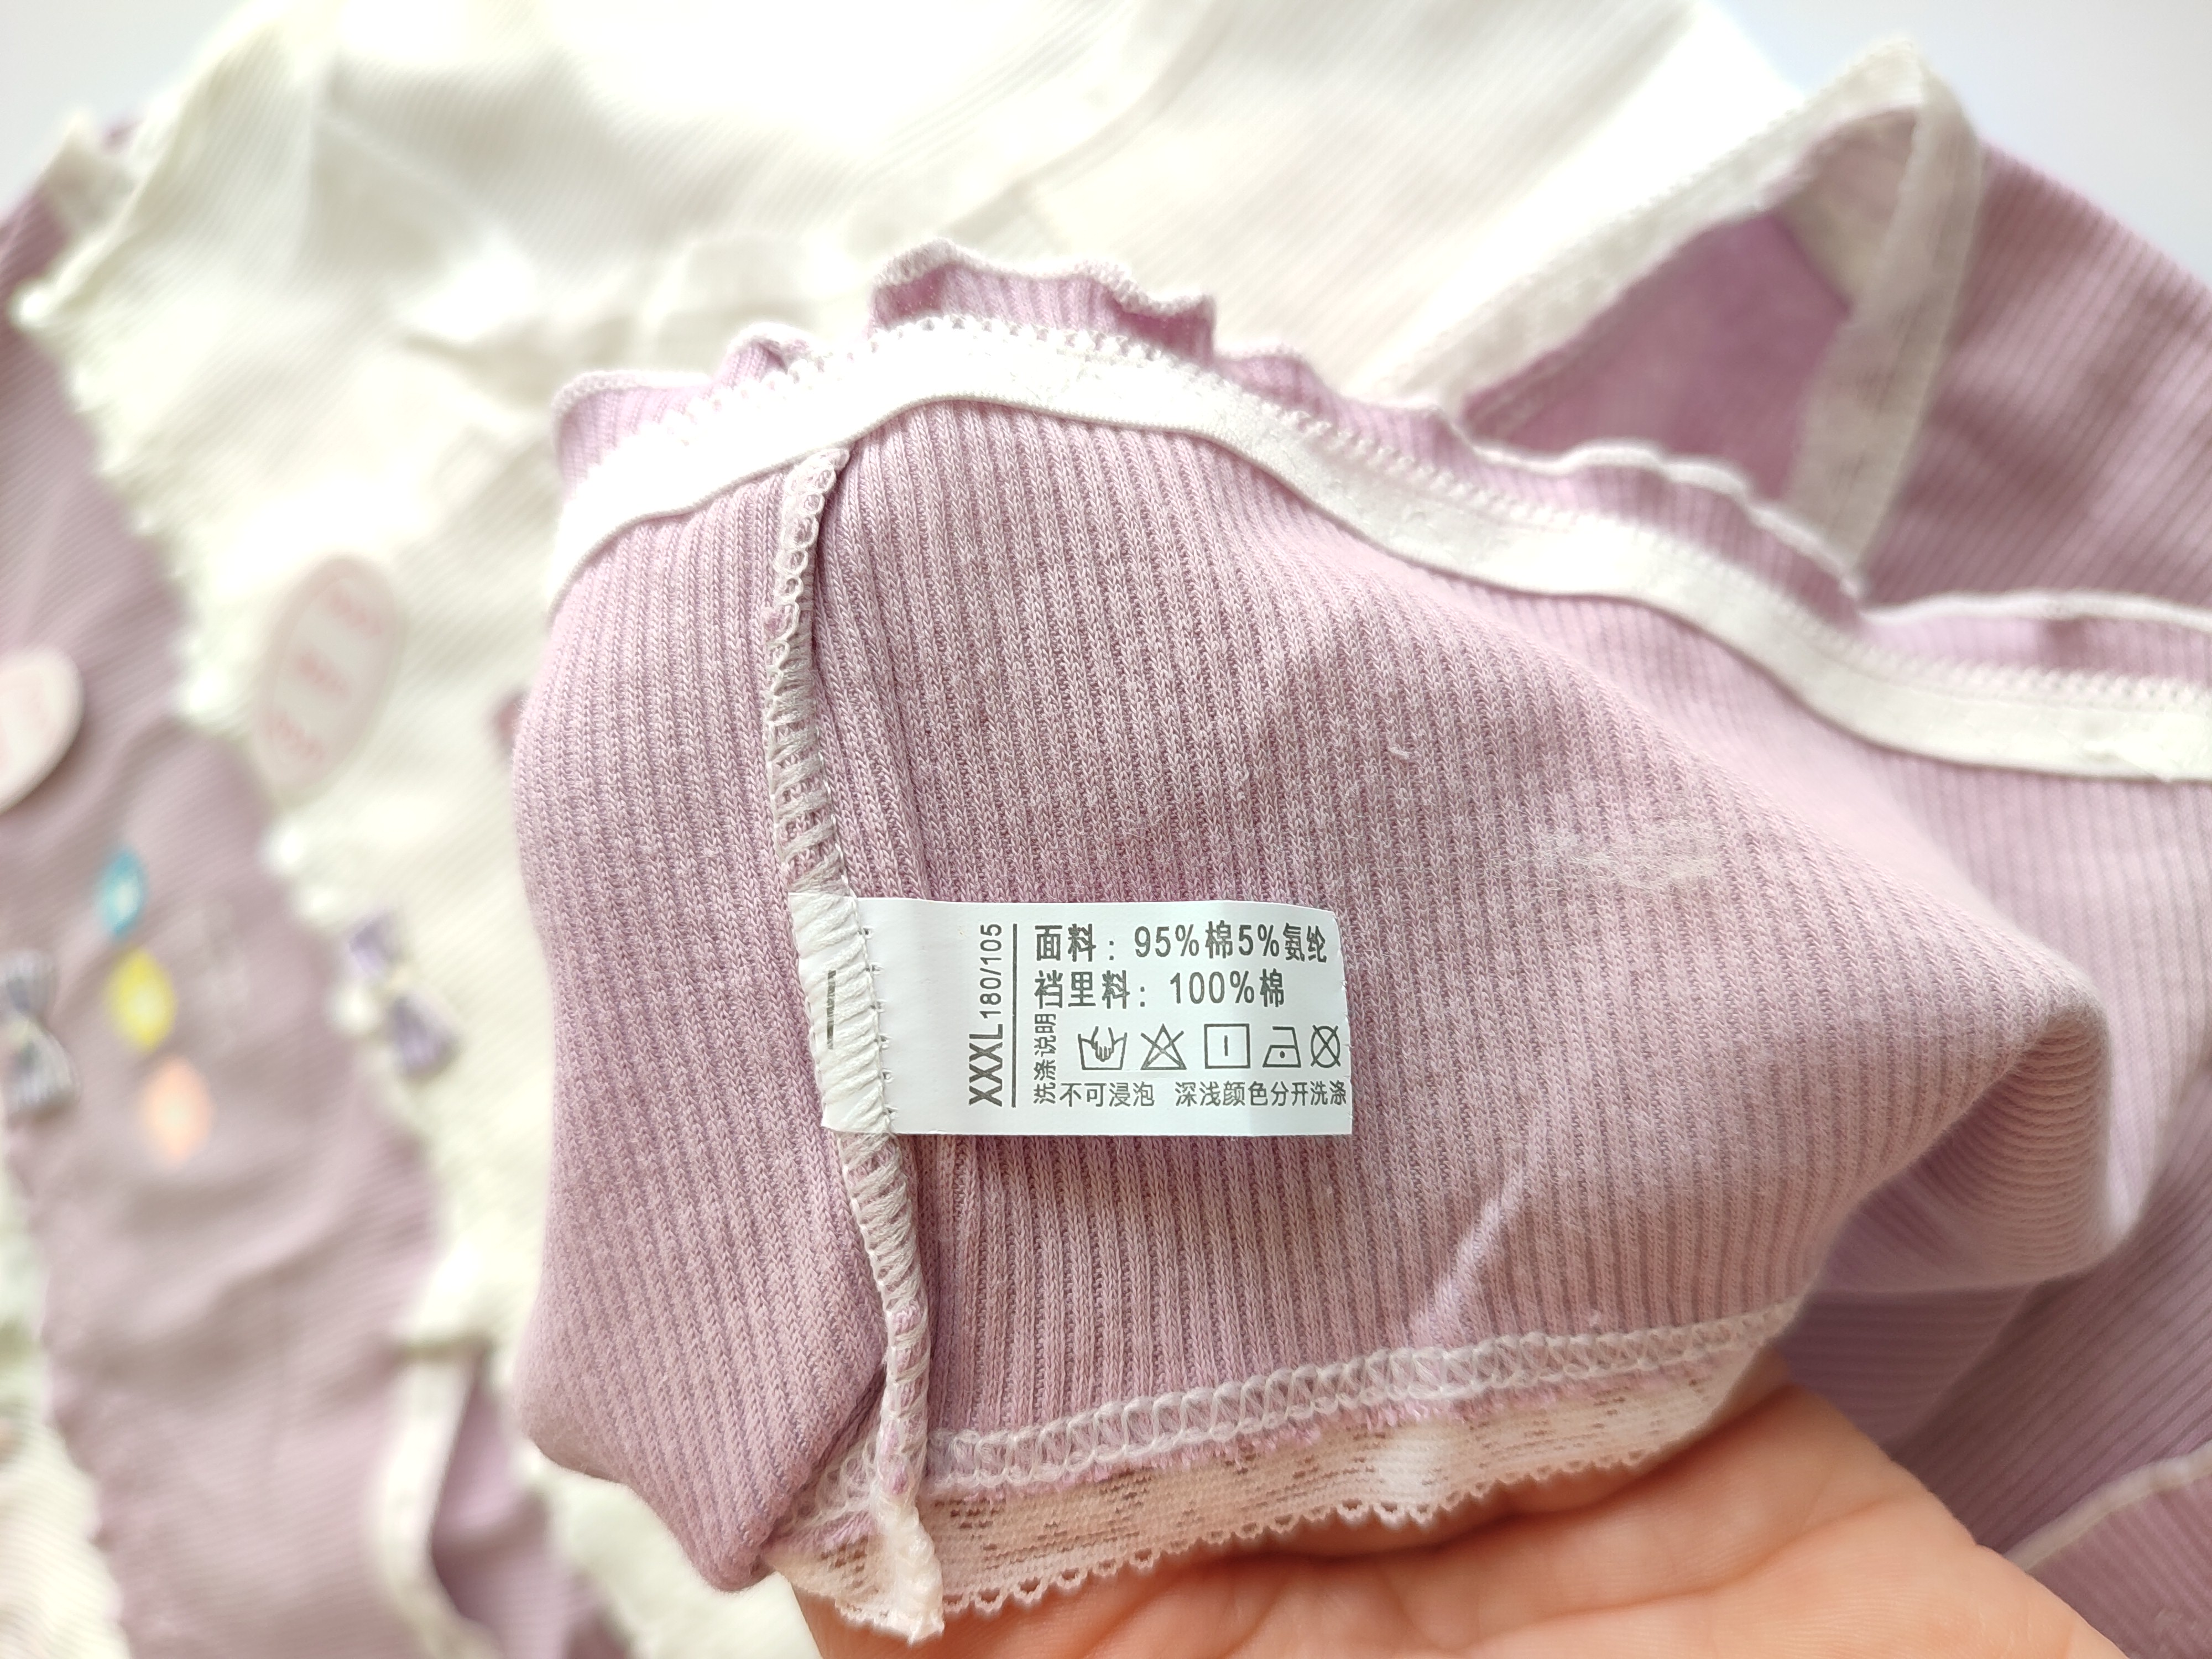 XXXL 180/105
面料：95%棉5%氨纶
裆里料：100%棉
洗涤说明
不可浸泡 深浅颜色分开洗涤